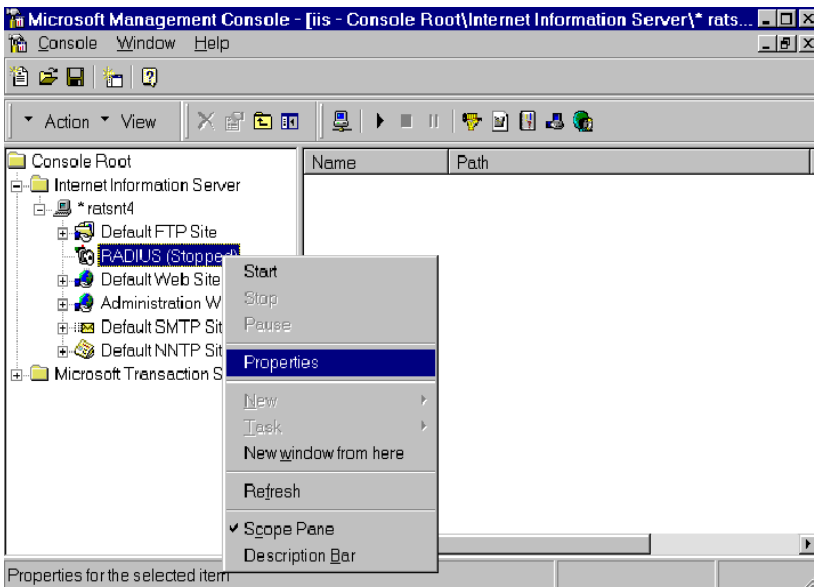 Microsoft Management Console - [iis - Console Root\Internet Information Server\* rats...
Console Window Help
Action View
Console Root
Internet Information Server
* ratsnt4
Default FTP Site
RADIUS (Stopped)
Default Web Site
Administration W
Default SMTP Sit
Default NNTP Sit
Microsoft Transaction S
Name Path
Start
Stop
Pause
Properties
New
Task
New window from here
Refresh
Scope Pane
Description Bar
Properties for the selected item